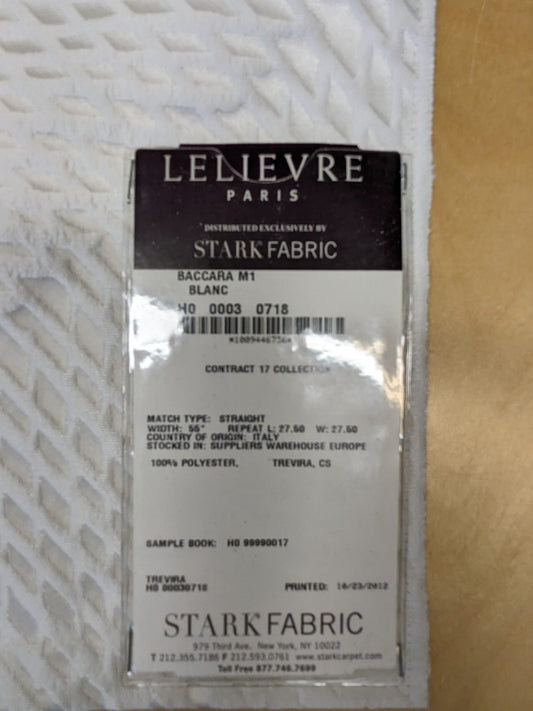 LELIEVRE
PARIS
DISTRIBUTED EXCLUSIVELY BY
STARK FABRIC
BACCARA M1
BLANC
H0 0003 0718
*1009446736*
CONTRACT 17 COLLECTION
MATCH TYPE: STRAIGHT
WIDTH: 55" REPEAT L: 27.50 W: 27.50
COUNTRY OF ORIGIN: ITALY
STOCKED IN: SUPPLIERS WAREHOUSE EUROPE
100% POLYESTER, TREVIRA, CS
SAMPLE BOOK: H0 99990017
TREVIRA
H0 00030718 PRINTED: 10/23/2012
STARK FABRIC
979 Third Ave. New York, NY 10022
T 212.355.7186 F 212.593.0761 www.starkcarpet.com
Toll Free 877.746.7699